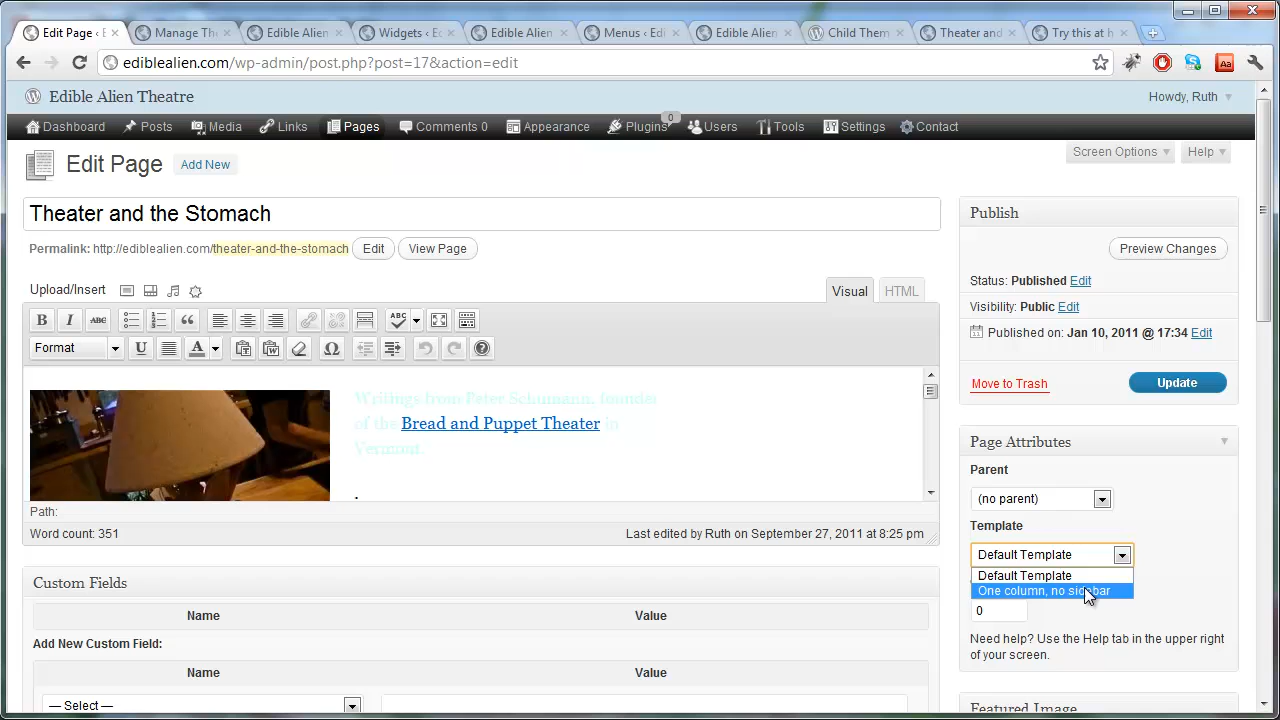 Edit Page ‹ E
Manage Th
Edible Alien
Widgets ‹ E
Edible Alien
Menus ‹ Edi
Edible Alien
Child Them
Theater and
Try this at h
ediblealien.com/wp-admin/post.php?post=17&action=edit
Edible Alien Theatre
Howdy, Ruth
Dashboard
Posts
Media
Links
Pages
Comments 0
Appearance
Plugins
0
Users
Tools
Settings
Contact
Edit Page
Add New
Screen Options
Help
Theater and the Stomach
Permalink: http://ediblealien.com/theater-and-the-stomach
Edit
View Page
Upload/Insert
Visual
HTML
Format
Writings from Peter Schumann, founder
of the Bread and Puppet Theater in
Vermont.
.
Path:
Word count: 351
Last edited by Ruth on September 27, 2011 at 8:25 pm
Custom Fields
Name
Value
Add New Custom Field:
Name
Value
— Select —
Publish
Preview Changes
Status: Published Edit
Visibility: Public Edit
Published on: Jan 10, 2011 @ 17:34 Edit
Move to Trash
Update
Page Attributes
Parent
(no parent)
Template
Default Template
Default Template
One column, no sidebar
0
Need help? Use the Help tab in the upper right
of your screen.
Featured Image